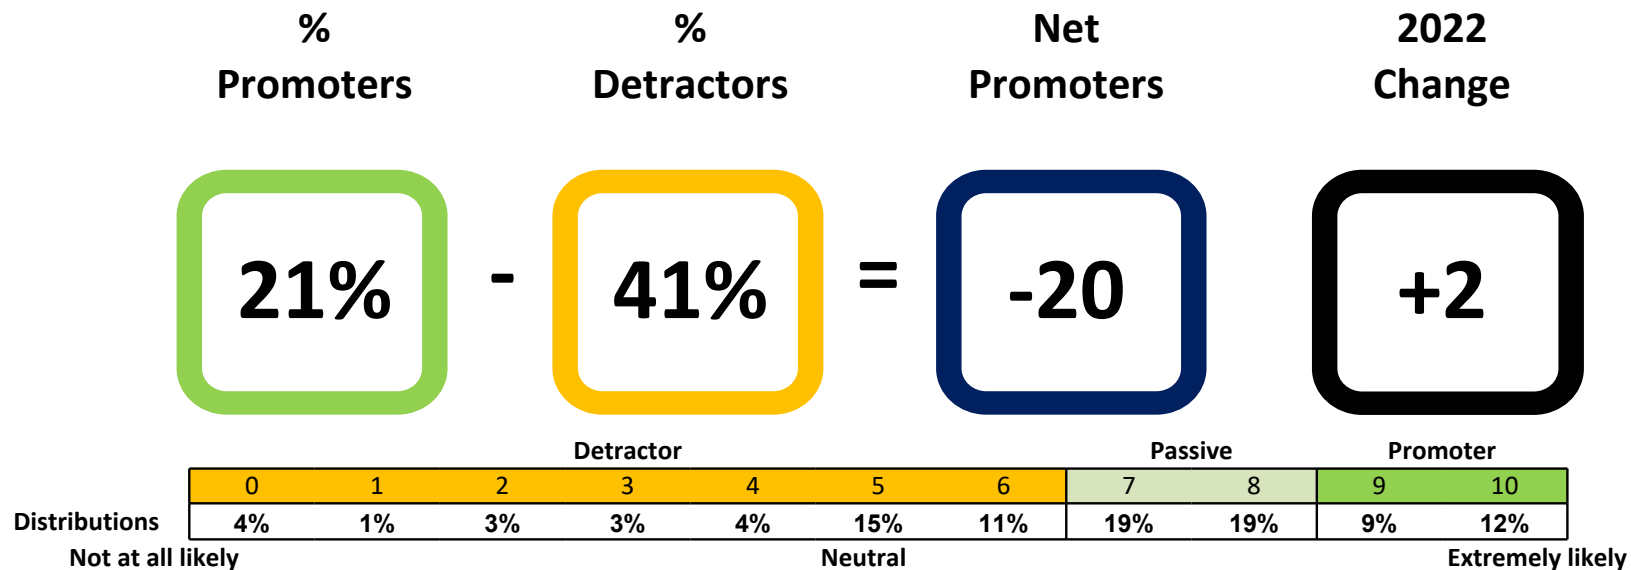 % % Net 2022
Promoters Detractors Promoters Change
21% - 41% = -20 +2
Detractor Passive Promoter
0 1 2 3 4 5 6 7 8 9 10
Distributions 4% 1% 3% 3% 4% 15% 11% 19% 19% 9% 12%
Not at all likely Neutral Extremely likely